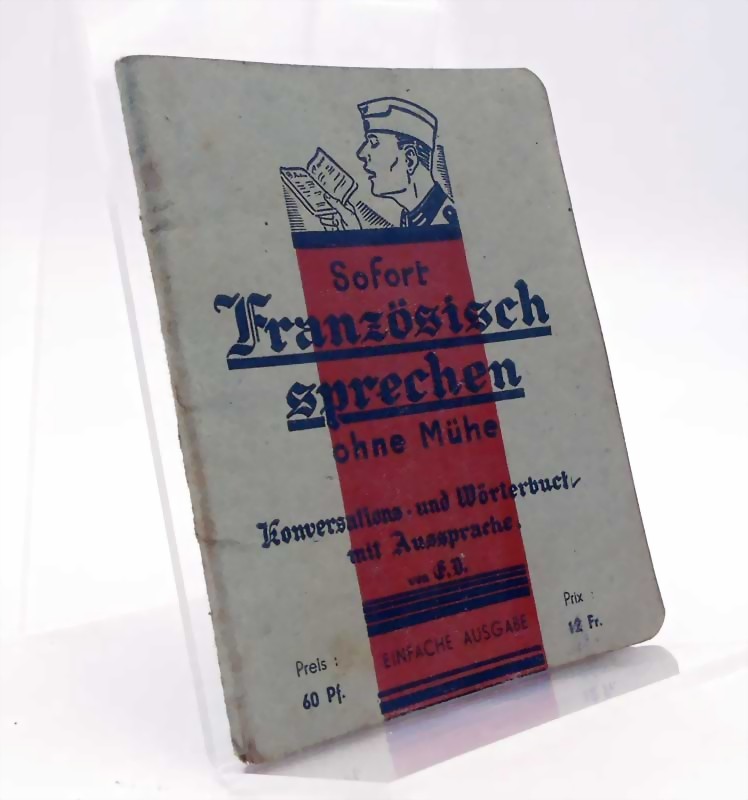 Sofort
Französisch
sprechen
ohne Mühe
Konversations- und Wörterbuch
mit Aussprache.
von E.D.
EINFACHE AUSGABE
Preis :
60 Pf.
Prix :
12 Fr.